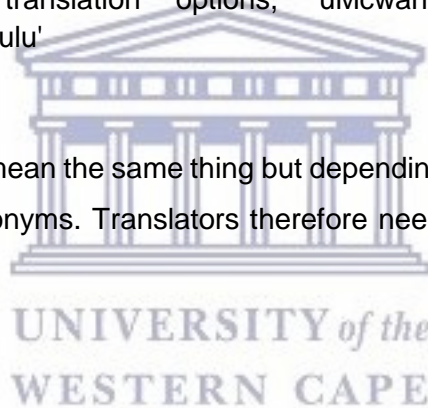 translation options, uMcwan
ulu'
mean the same thing but dependin
onyms. Translators therefore nee
UNIVERSITY of the
WESTERN CAPE